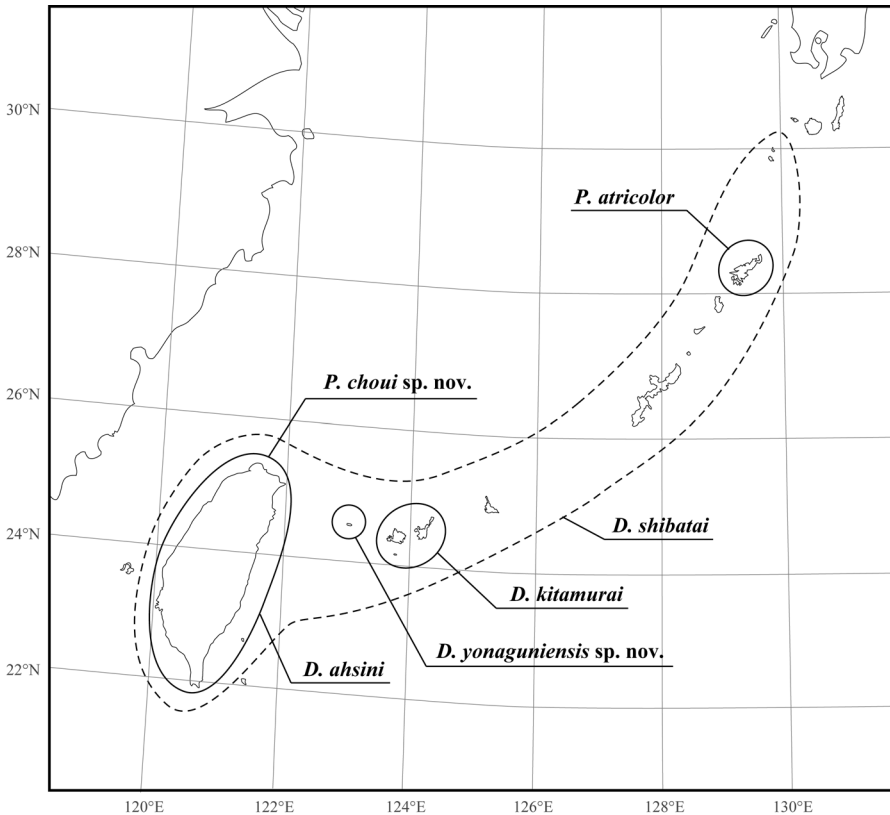 30°N
P. atricolor
28°N
P. choui sp. nov.
26°N
24°N
D. shibatai
D. kitamurai
D. yonaguniensis sp. nov.
22°N
D. ahsini
120°E 122°E 124°E 126°E 128°E 130°E